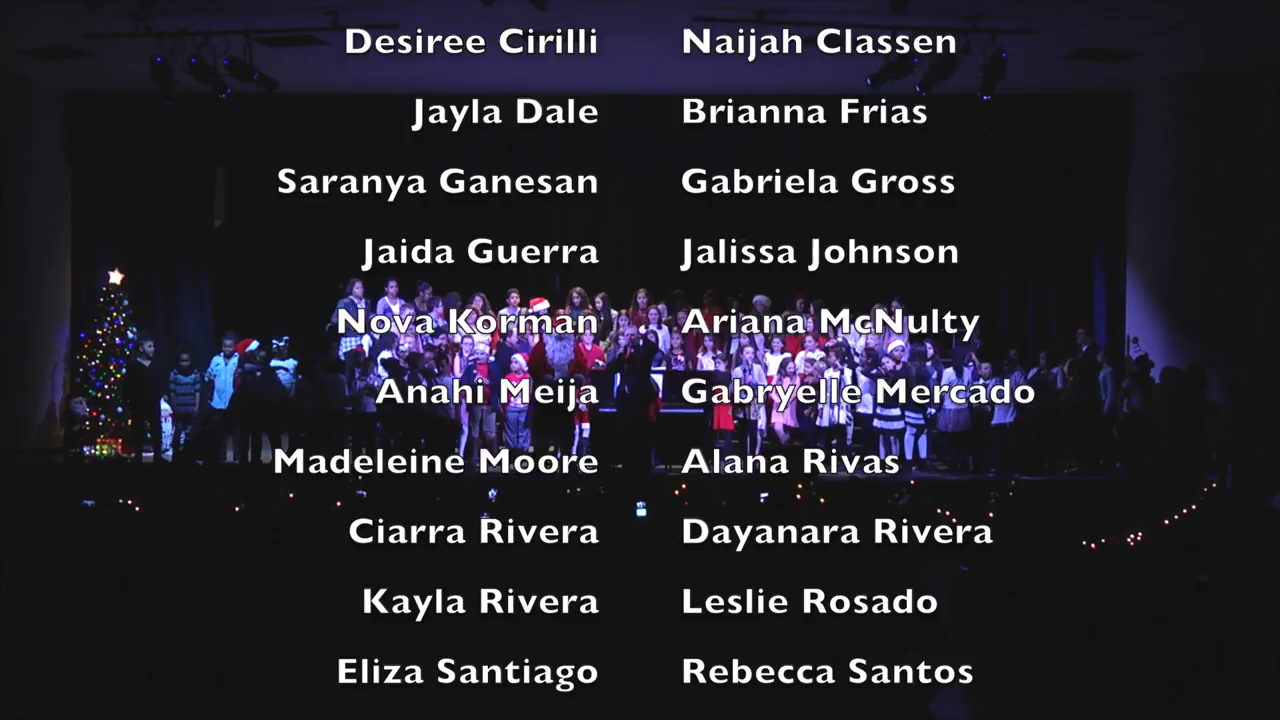 Desiree Cirilli Naijah Classen
Jayla Dale Brianna Frias
Saranya Ganesan Gabriela Gross
Jaida Guerra Jalissa Johnson
Nova Korman Ariana McNulty
Anahi Meija Gabryelle Mercado
Madeleine Moore Alana Rivas
Ciarra Rivera Dayanara Rivera
Kayla Rivera Leslie Rosado
Eliza Santiago Rebecca Santos